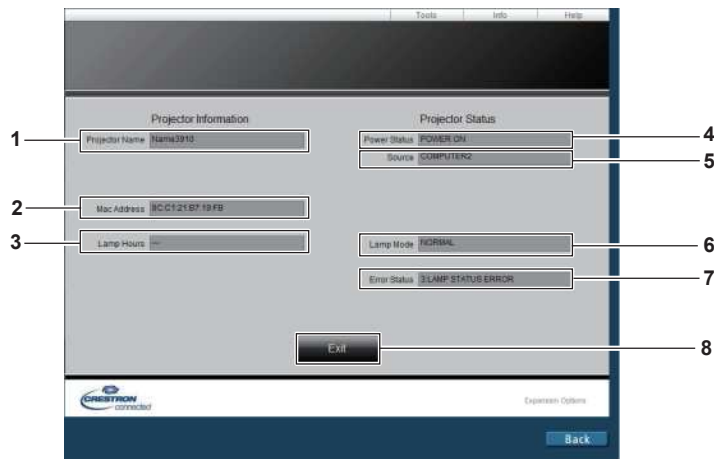 Tools Info Help
Projector Information
Projector Status
1 Projector Name Name3910
Power Status POWER ON 4
Source COMPUTER2 5
2 Mac Address 8C:C1:21:B7:19:FB
3 Lamp Hours ---
Lamp Mode NORMAL 6
Error Status 3:LAMP STATUS ERROR 7
Exit 8
CRESTRON
connected
Expansion Options
Back